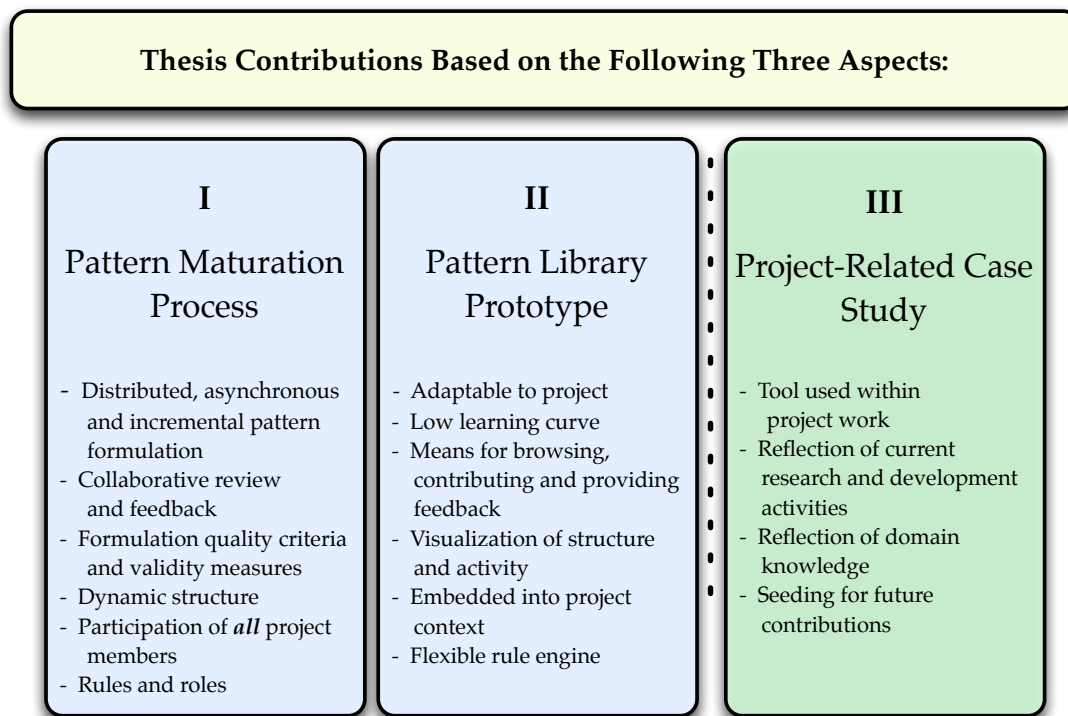 Thesis Contributions Based on the Following Three Aspects:
I
Pattern Maturation
Process
- Distributed, asynchronous
and incremental pattern
formulation
- Collaborative review
and feedback
- Formulation quality criteria
and validity measures
- Dynamic structure
- Participation of all project
members
- Rules and roles
II
Pattern Library
Prototype
- Adaptable to project
- Low learning curve
- Means for browsing,
contributing and providing
feedback
- Visualization of structure
and activity
- Embedded into project
context
- Flexible rule engine
III
Project-Related Case
Study
- Tool used within
project work
- Reflection of current
research and development
activities
- Reflection of domain
knowledge
- Seeding for future
contributions